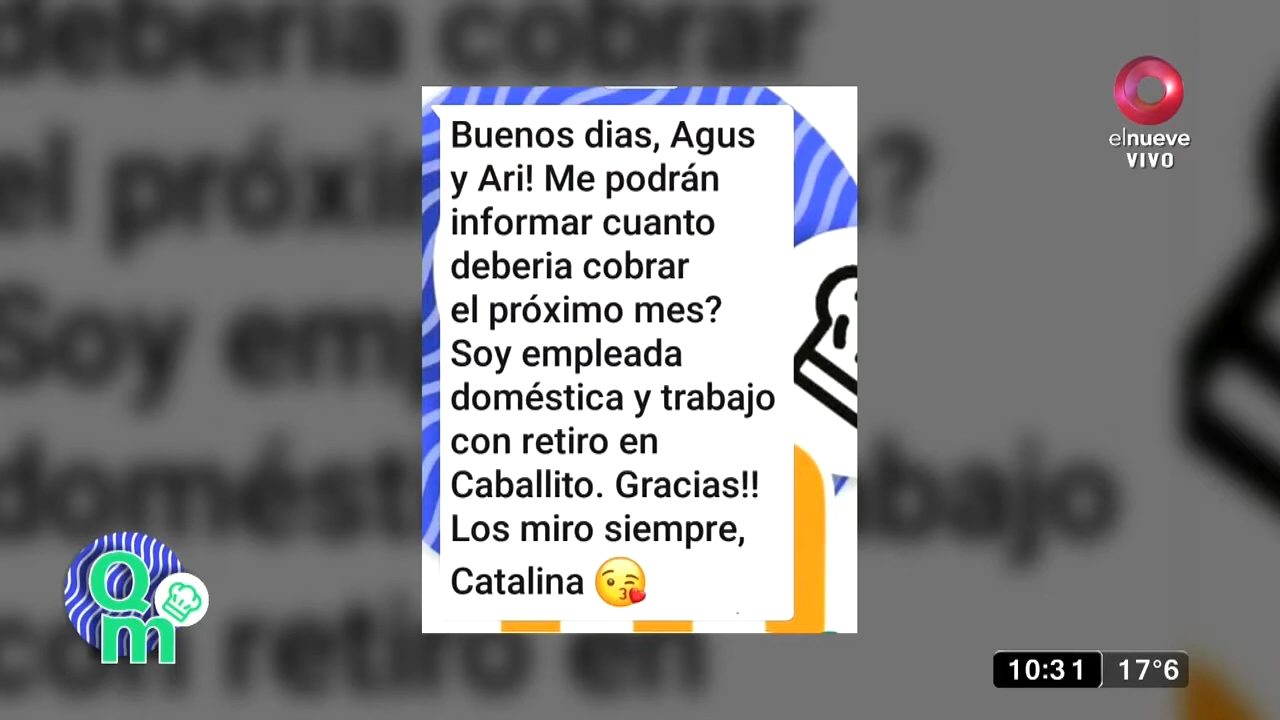 Buenos dias, Agus
y Ari! Me podrán
informar cuanto
deberia cobrar
el próximo mes?
Soy empleada
doméstica y trabajo
con retiro en
Caballito. Gracias!!
Los miro siempre,
Catalina 😘
elnueve
VIVO
Qm
10:31 17°6